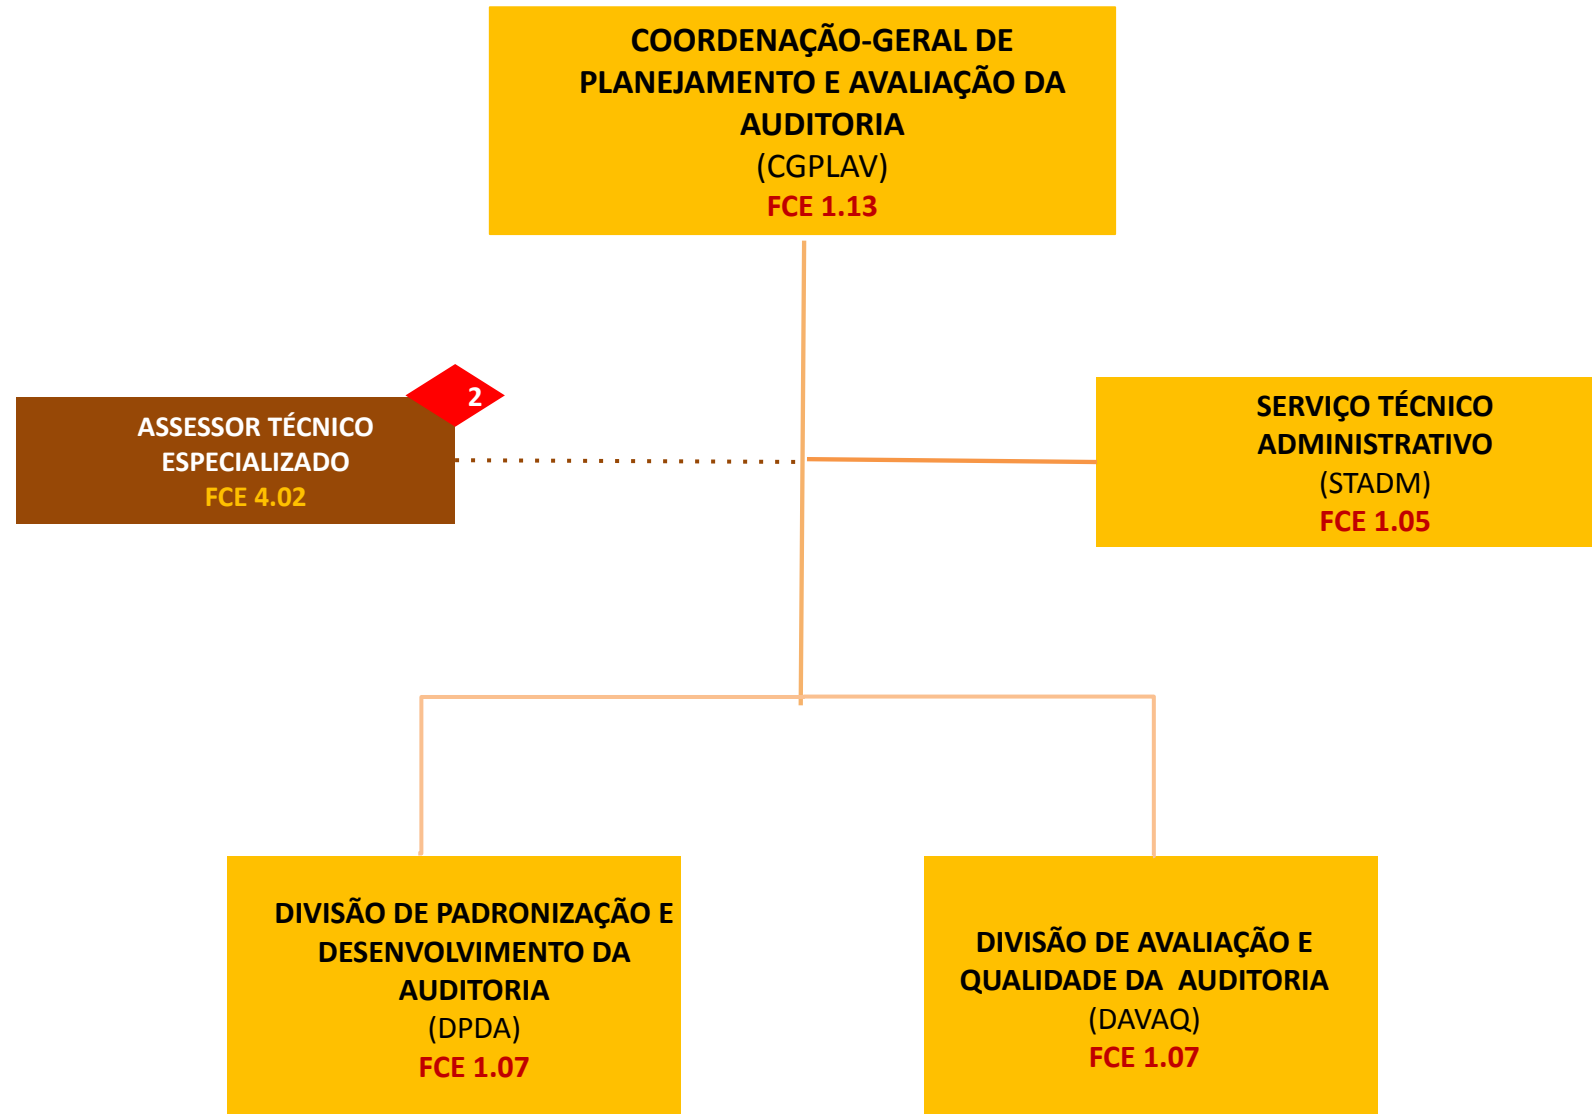 COORDENAÇÃO-GERAL DE
PLANEJAMENTO E AVALIAÇÃO DA
AUDITORIA
(CGPLAV)
FCE 1.13
2
ASSESSOR TÉCNICO
ESPECIALIZADO
FCE 4.02
SERVIÇO TÉCNICO
ADMINISTRATIVO
(STADM)
FCE 1.05
DIVISÃO DE PADRONIZAÇÃO E
DESENVOLVIMENTO DA
AUDITORIA
(DPDA)
FCE 1.07
DIVISÃO DE AVALIAÇÃO E
QUALIDADE DA  AUDITORIA
(DAVAQ)
FCE 1.07